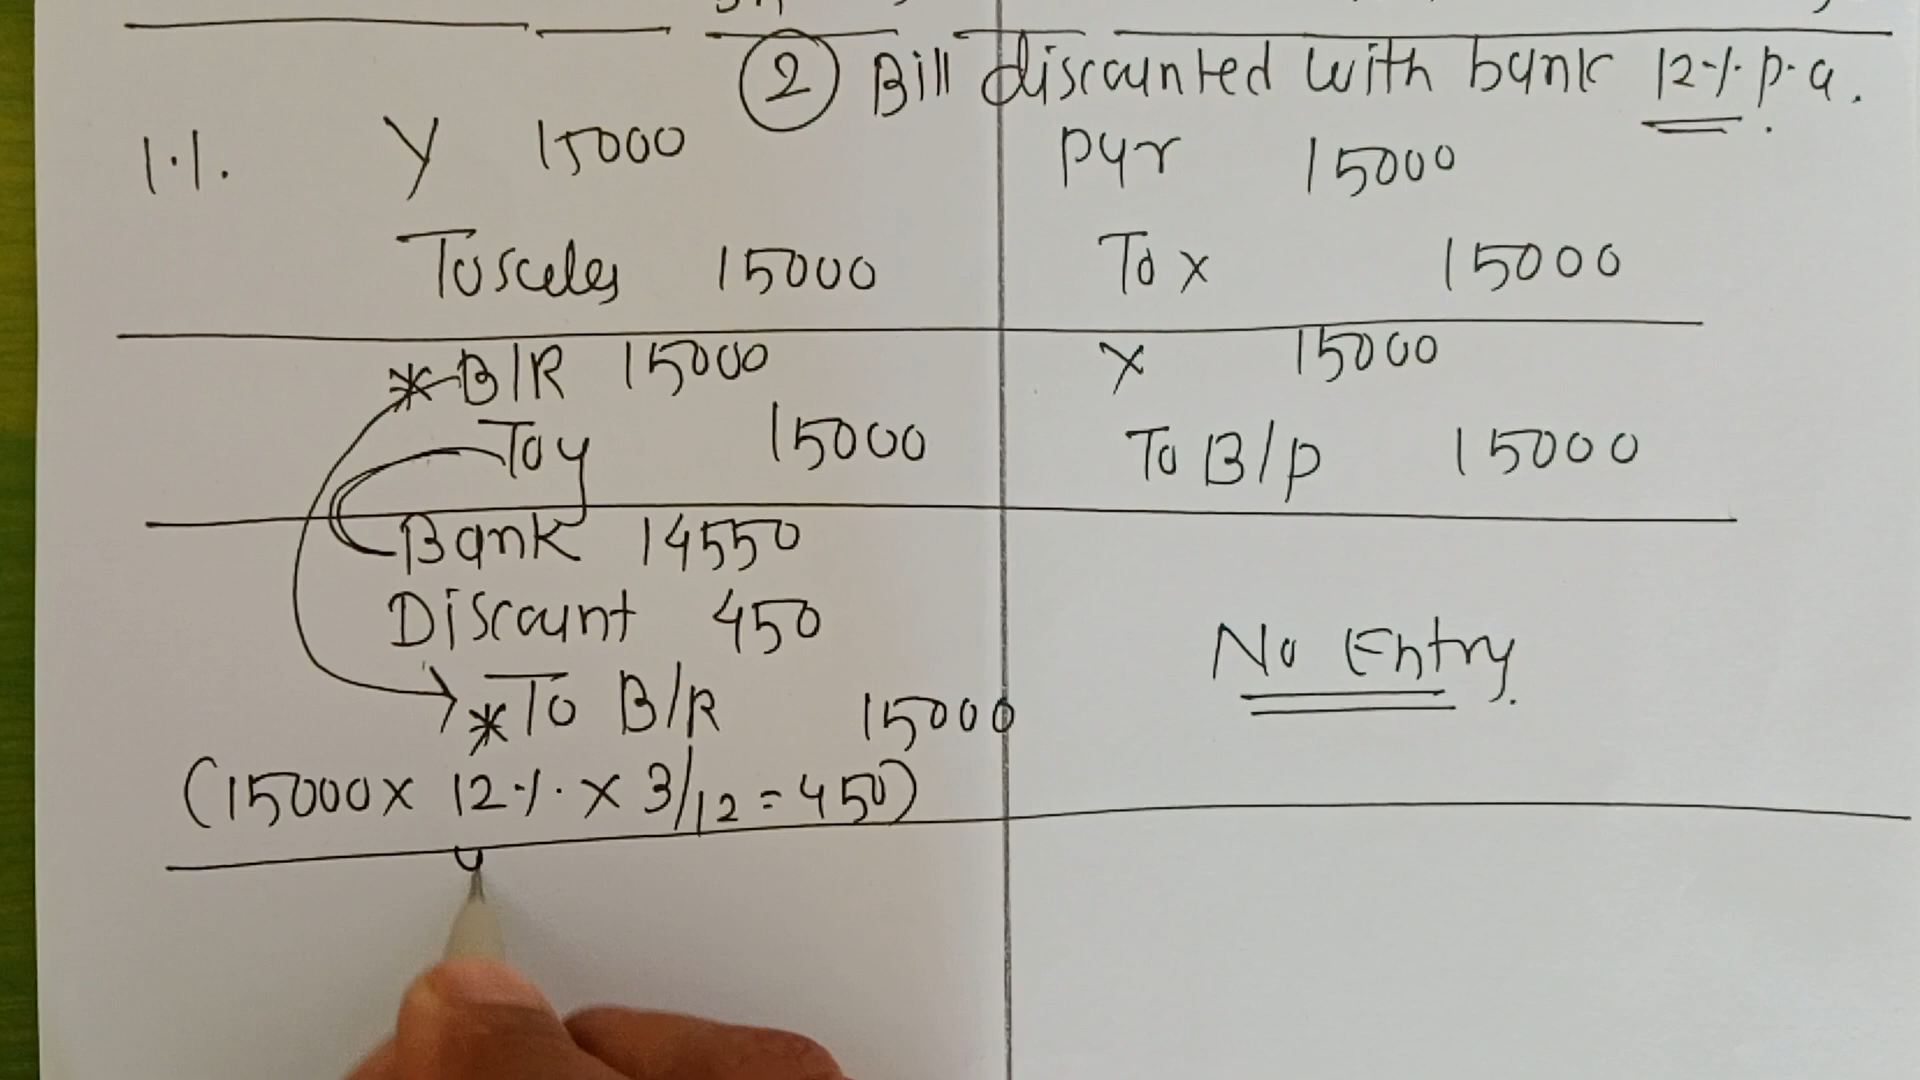 ② Bill discounted with bank 12% p.a.
1.1. Y 15000
To sales 15000
Pur 15000
To X 15000
*B/R 15000
To Y 15000
X 15000
To B/P 15000
Bank 14550
Discount 450
*To B/R 15000
(15000 x 12% x 3/12 = 450)
No Entry.